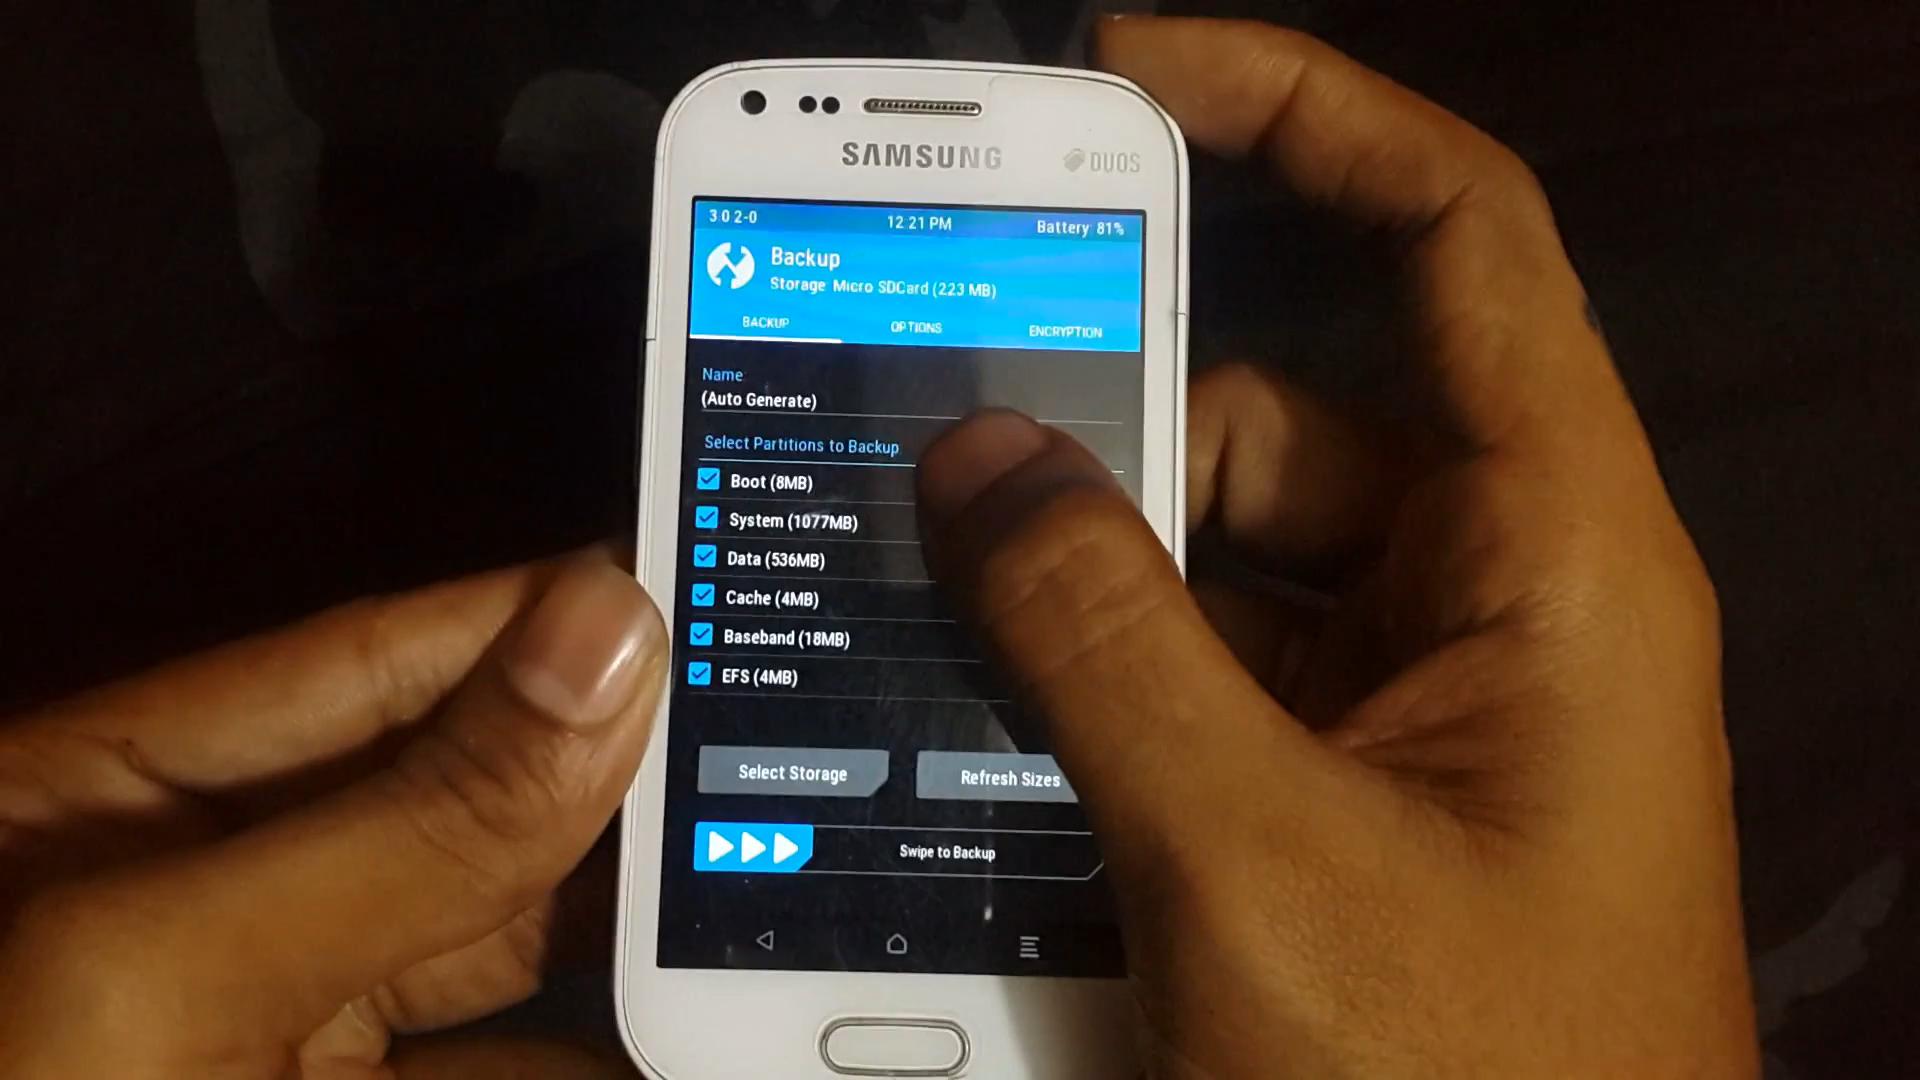 SAMSUNG
DUOS
3 0 2-0
12 21 PM
Battery: 81%
Backup
Storage: Micro SDCard (223 MB)
BACKUP
OPTIONS
ENCRYPTION
Name:
(Auto Generate)
Select Partitions to Backup
Boot (8MB)
System (1077MB)
Data (536MB)
Cache (4MB)
Baseband (18MB)
EFS (4MB)
Select Storage
Refresh Sizes
Swipe to Backup